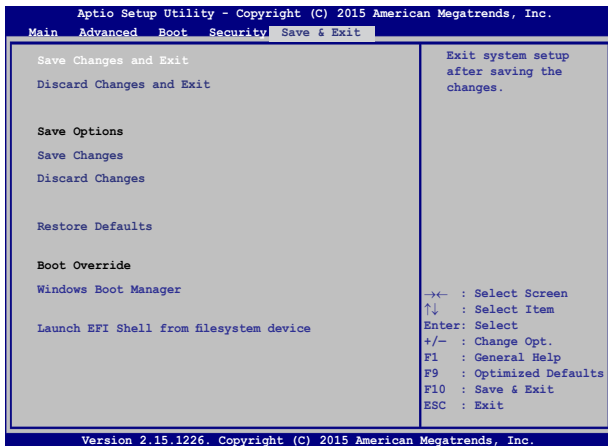 Aptio Setup Utility - Copyright (C) 2015 American Megatrends, Inc.
Main Advanced Boot Security Save & Exit
Save Changes and Exit
Discard Changes and Exit
Save Options
Save Changes
Discard Changes
Restore Defaults
Boot Override
Windows Boot Manager
Launch EFI Shell from filesystem device
Exit system setup
after saving the
changes.
→← : Select Screen
↑↓ : Select Item
Enter: Select
+/— : Change Opt.
F1 : General Help
F9 : Optimized Defaults
F10 : Save & Exit
ESC : Exit
Version 2.15.1226. Copyright (C) 2015 American Megatrends, Inc.